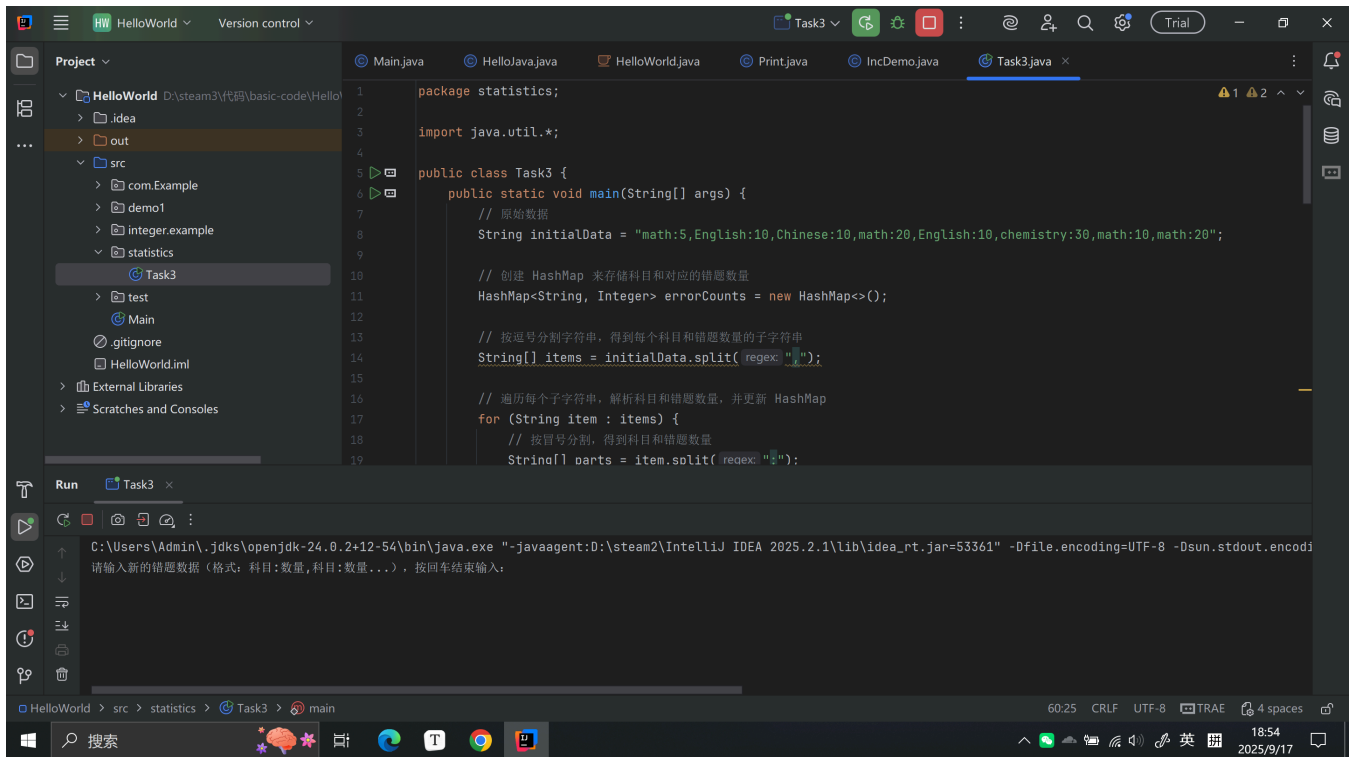 HW HelloWorld Version control Task3 Trial
Project
Main.java HelloJava.java HelloWorld.java Print.java IncDemo.java Task3.java
HelloWorld D:\steam3\代码\basic-code\Hello
.idea
out
src
com.Example
demo1
integer.example
statistics
Task3
test
Main
.gitignore
HelloWorld.iml
External Libraries
Scratches and Consoles
1 2
1 package statistics;
2
3 import java.util.*;
4
5 public class Task3 {
6 public static void main(String[] args) {
7 // 原始数据
8 String initialData = "math:5,English:10,Chinese:10,math:20,English:10,chemistry:30,math:10,math:20";
9
10 // 创建 HashMap 来存储科目和对应的错题数量
11 HashMap<String, Integer> errorCounts = new HashMap<>();
12
13 // 按逗号分割字符串，得到每个科目和错题数量的子字符串
14 String[] items = initialData.split( regex: ",");
15
16 // 遍历每个子字符串，解析科目和错题数量，并更新 HashMap
17 for (String item : items) {
18 // 按冒号分割，得到科目和错题数量
19 String[] parts = item.split( regex: ":");
Run Task3
C:\Users\Admin\.jdks\openjdk-24.0.2+12-54\bin\java.exe "-javaagent:D:\steam2\IntelliJ IDEA 2025.2.1\lib\idea_rt.jar=53361" -Dfile.encoding=UTF-8 -Dsun.stdout.encodi
请输入新的错题数据（格式：科目:数量,科目:数量...），按回车结束输入：
HelloWorld > src > statistics > Task3 > main 60:25 CRLF UTF-8 TRAE 4 spaces
搜索 T 英 拼 18:54
2025/9/17